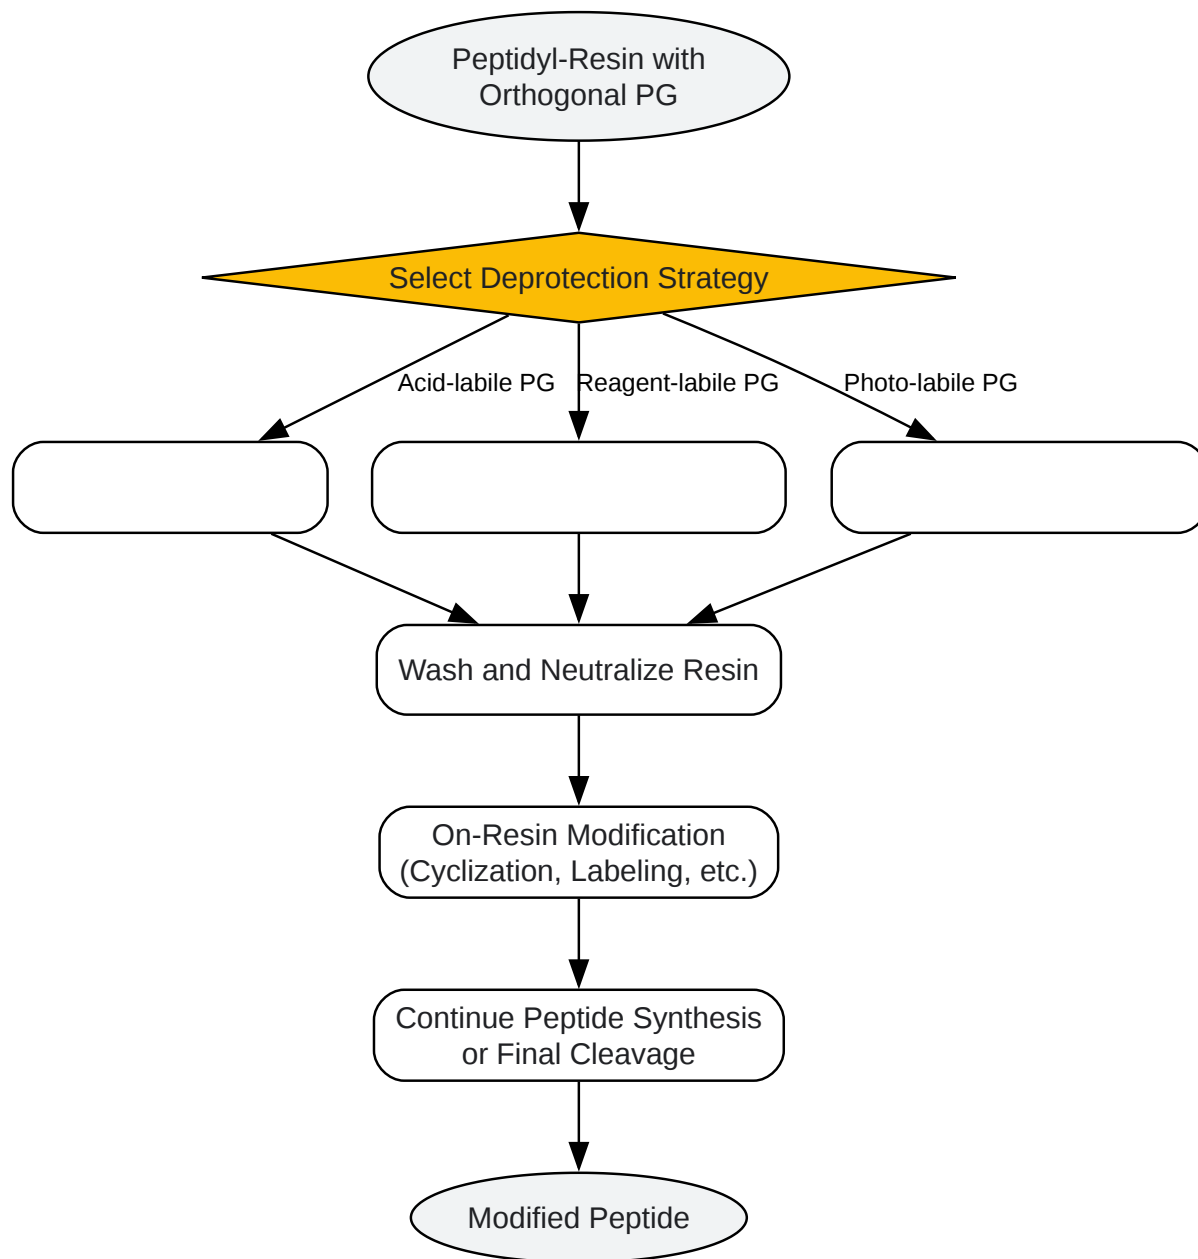 Peptidyl-Resin with
Orthogonal PG
Select Deprotection Strategy
Acid-labile PG
Reagent-labile PG
Photo-labile PG
Wash and Neutralize Resin
On-Resin Modification
(Cyclization, Labeling, etc.)
Continue Peptide Synthesis
or Final Cleavage
Modified Peptide